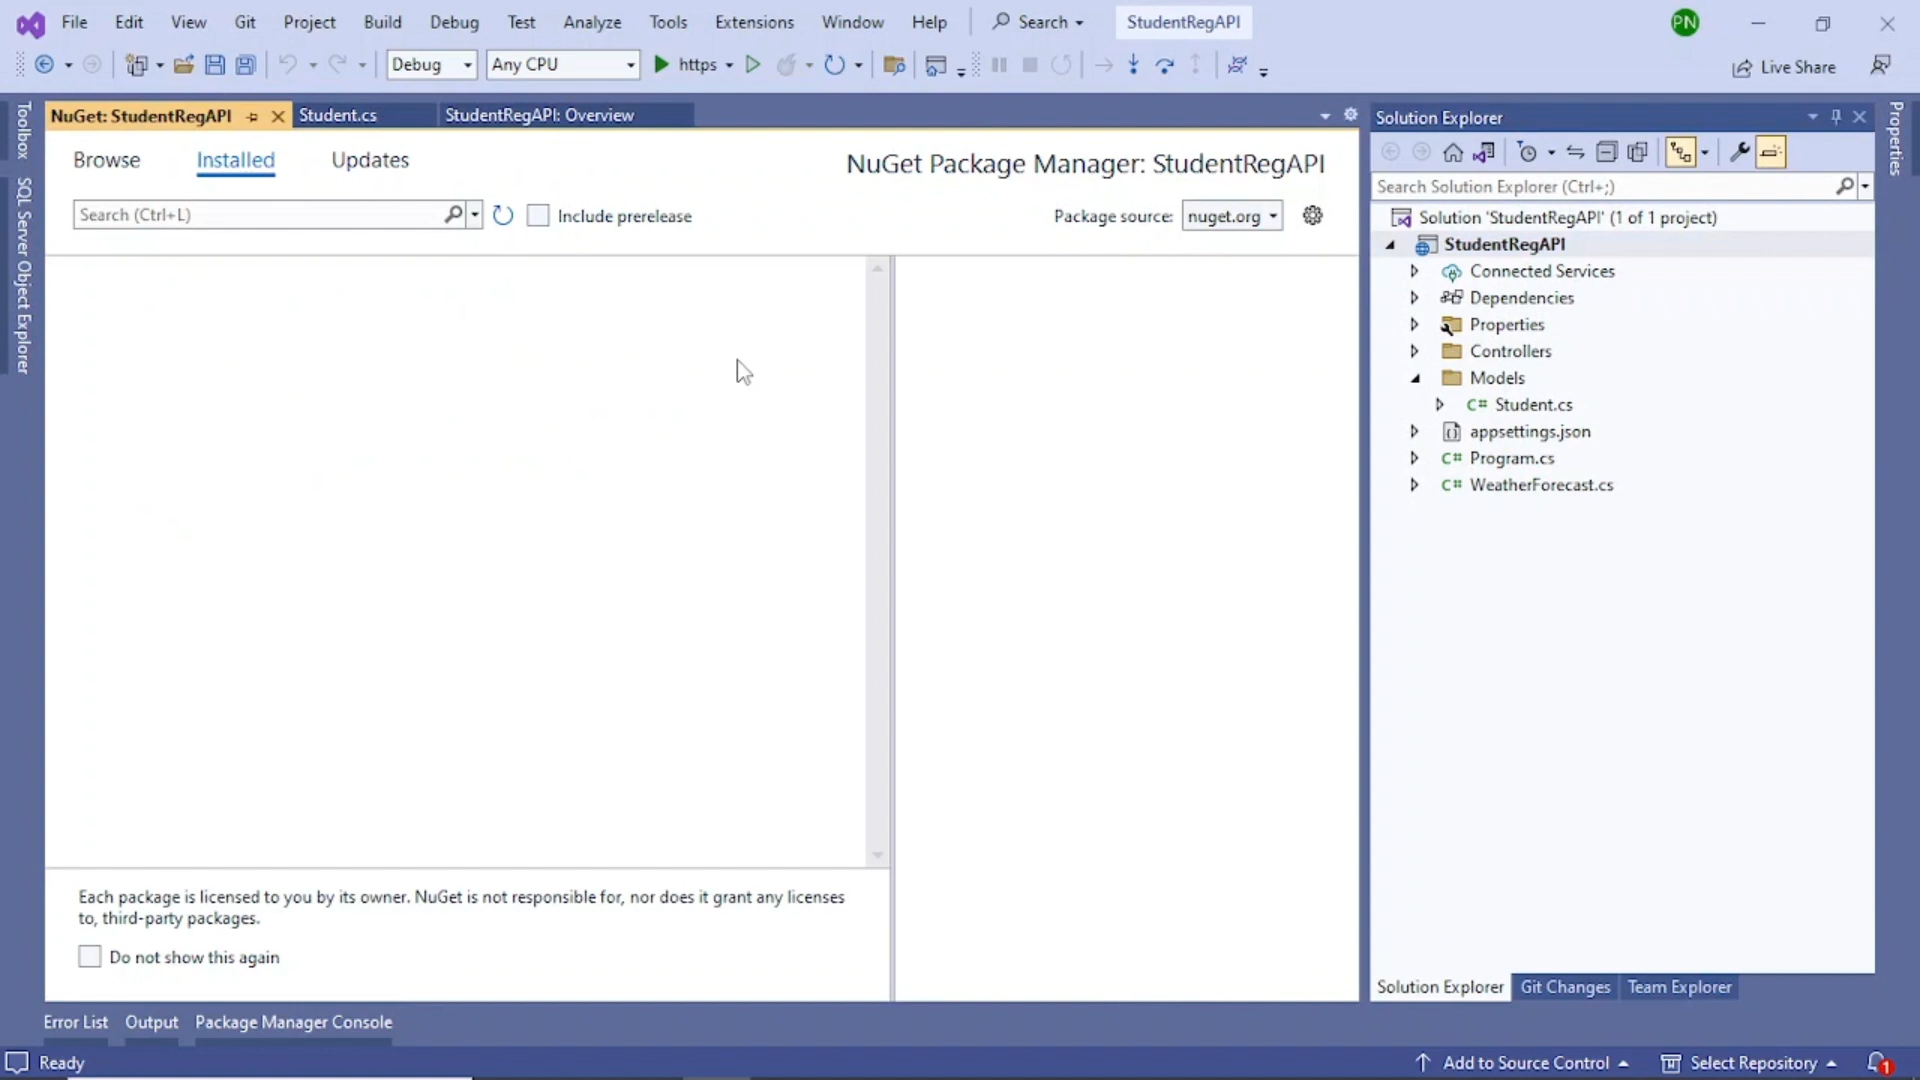 File Edit View Git Project Build Debug Test Analyze Tools Extensions Window Help Search StudentRegAPI PN
Debug Any CPU https Live Share
NuGet: StudentRegAPI Student.cs StudentRegAPI: Overview
Browse Installed Updates
NuGet Package Manager: StudentRegAPI
Search (Ctrl+L) Include prerelease Package source: nuget.org
Each package is licensed to you by its owner. NuGet is not responsible for, nor does it grant any licenses
to, third-party packages.
Do not show this again
Toolbox
SQL Server Object Explorer
Solution Explorer
Search Solution Explorer (Ctrl+;)
Solution 'StudentRegAPI' (1 of 1 project)
StudentRegAPI
Connected Services
Dependencies
Properties
Controllers
Models
C# Student.cs
appsettings.json
C# Program.cs
C# WeatherForecast.cs
Solution Explorer Git Changes Team Explorer
Properties
Error List Output Package Manager Console
Ready Add to Source Control Select Repository 1